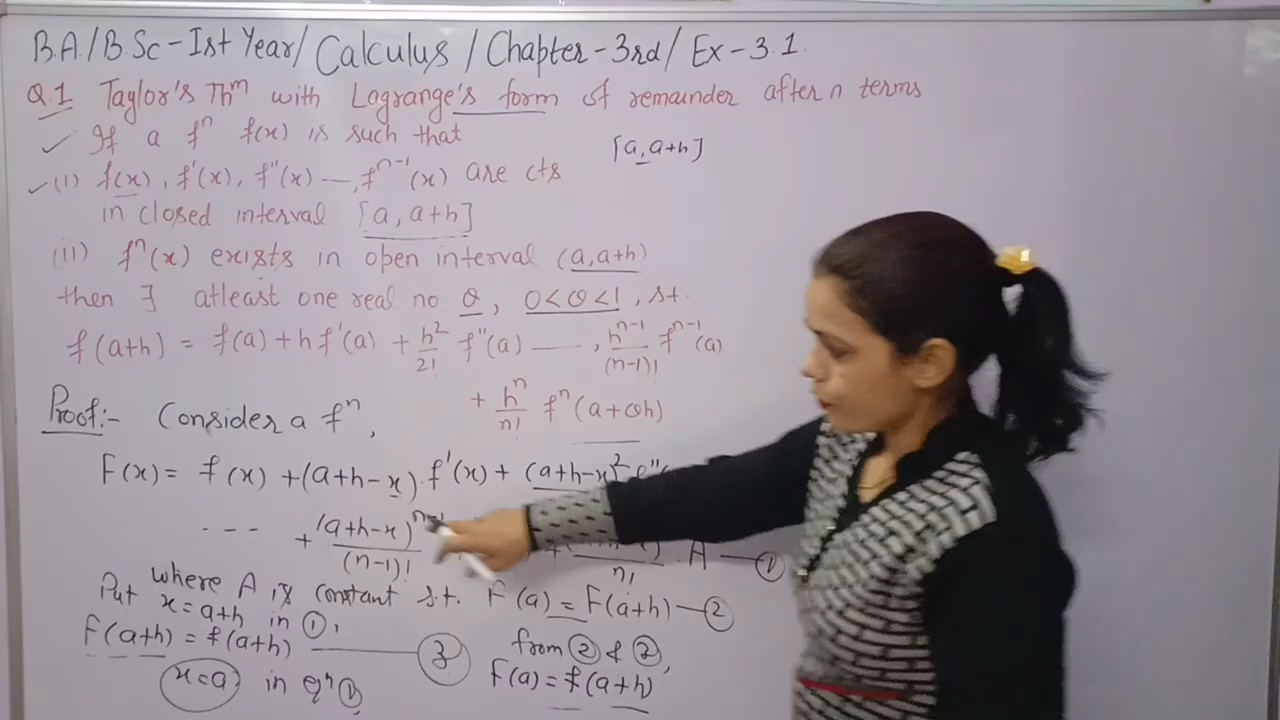 B.A./B.Sc-Ist Year/ Calculus / Chapter-3rd/ Ex-3.1
Q.1 Taylor's Thm with Lagrange's form of remainder after n terms
✓ If a fⁿ f(x) is such that
[a, a+h]
✓ (i) f(x), f'(x), f''(x) —, fⁿ⁻¹(x) are cts
in closed interval [a, a+h]
(ii) fⁿ(x) exists in open interval (a, a+h)
then ∃ atleast one real no θ, 0<θ<1, s.t.
f(a+h) = f(a) + h f'(a) + h²/2! f''(a) ——, hⁿ⁻¹/(n-1)! fⁿ⁻¹(a)
+ hⁿ/n! fⁿ(a+θh)
Proof:- Consider a fⁿ,
F(x) = f(x) + (a+h-x) f'(x) + (a+h-x)² f''(
--- + (a+h-x)ⁿ⁻¹/(n-1)! + n! A — ①
where A is constant s.t. F(a) = F(a+h) — ②
Put x = a+h in ①,
F(a+h) = f(a+h) —— ③
from ② & ③,
x=a in eqⁿ ①
F(a) = f(a+h)